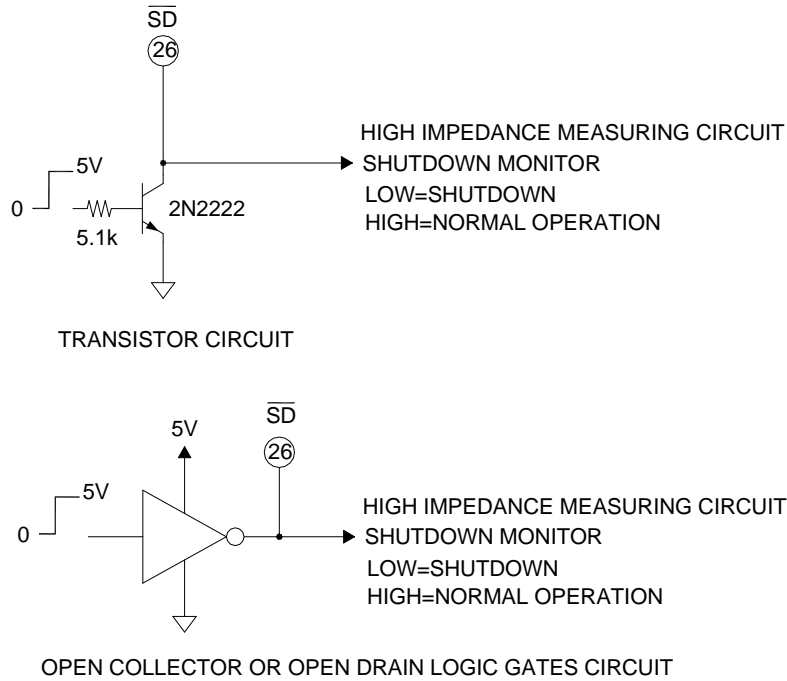 SD
26
HIGH IMPEDANCE MEASURING CIRCUIT
5V
SHUTDOWN MONITOR
LOW=SHUTDOWN
0
2N2222
HIGH=NORMAL OPERATION
5.1k
TRANSISTOR CIRCUIT
SD
5V
26
5V
HIGH IMPEDANCE MEASURING CIRCUIT
0
SHUTDOWN MONITOR
LOW=SHUTDOWN
HIGH=NORMAL OPERATION
OPEN COLLECTOR OR OPEN DRAIN LOGIC GATES CIRCUIT